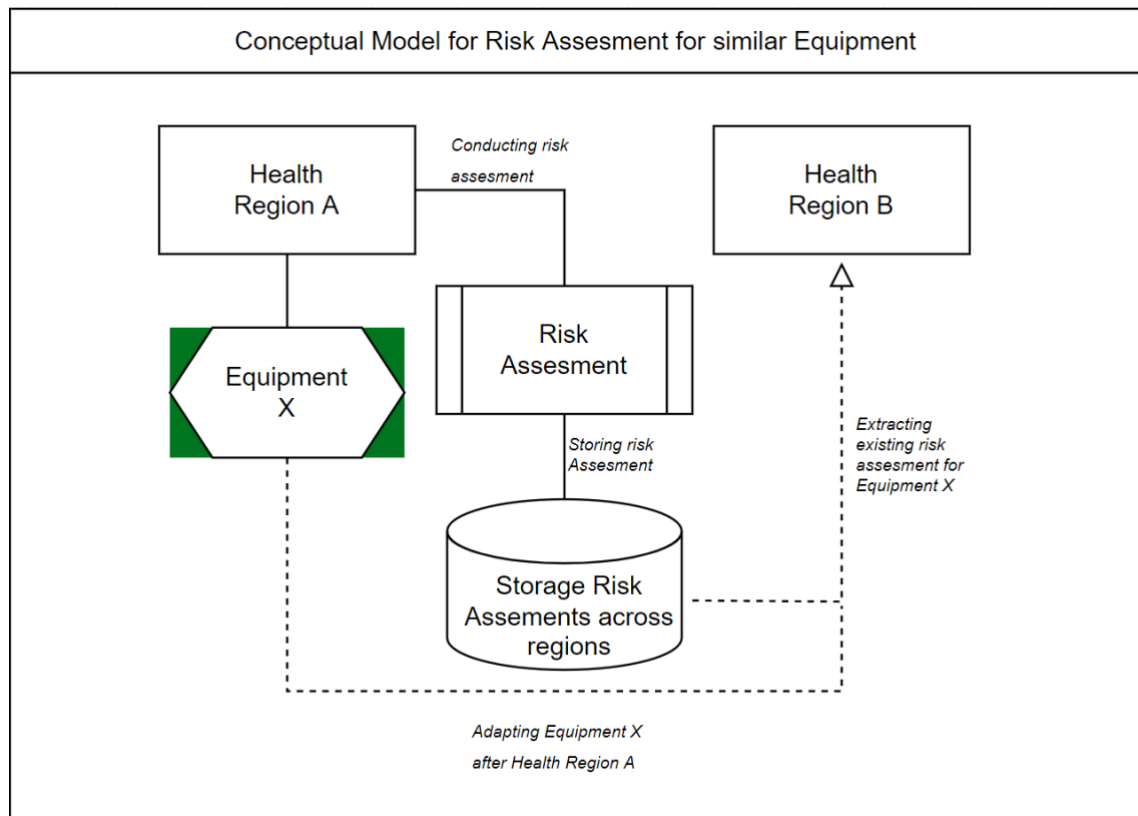 Conceptual Model for Risk Assesment for similar Equipment
Health
Region A
Conducting risk
assesment
Health
Region B
Equipment
X
Risk
Assesment
Storing risk
Assesment
Extracting
existing risk
assesment for
Equipment X
Storage Risk
Assements across
regions
Adapting Equipment X
after Health Region A